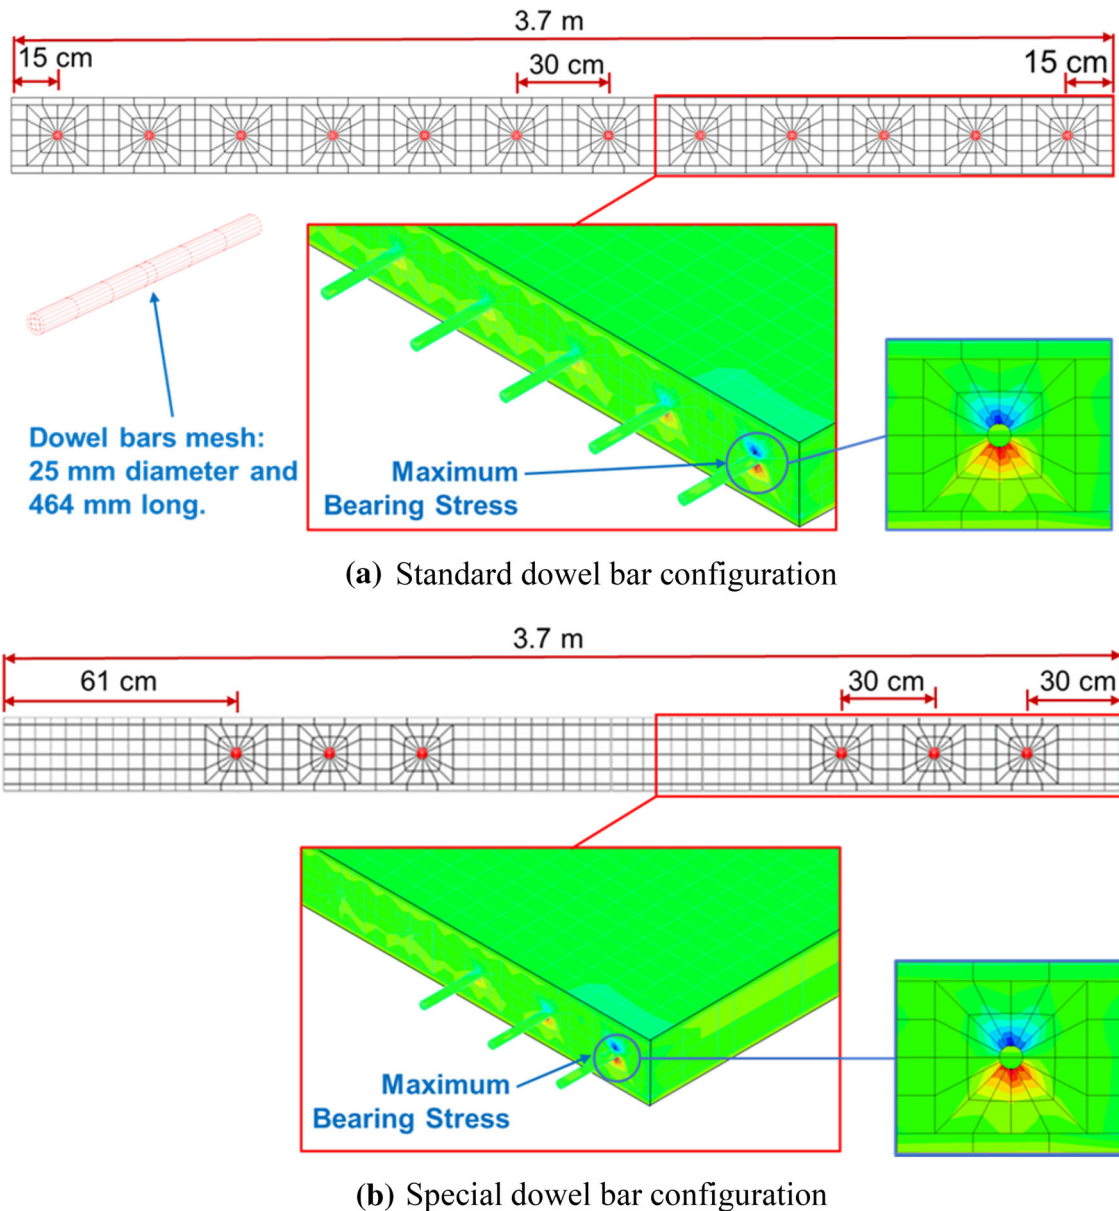 3.7 m
15 cm
30 cm
15 cm
Dowel bars mesh:
25 mm diameter and
464 mm long.
Maximum
Bearing Stress
(a) Standard dowel bar configuration
3.7 m
61 cm
30 cm
30 cm
Maximum
Bearing Stress
(b) Special dowel bar configuration